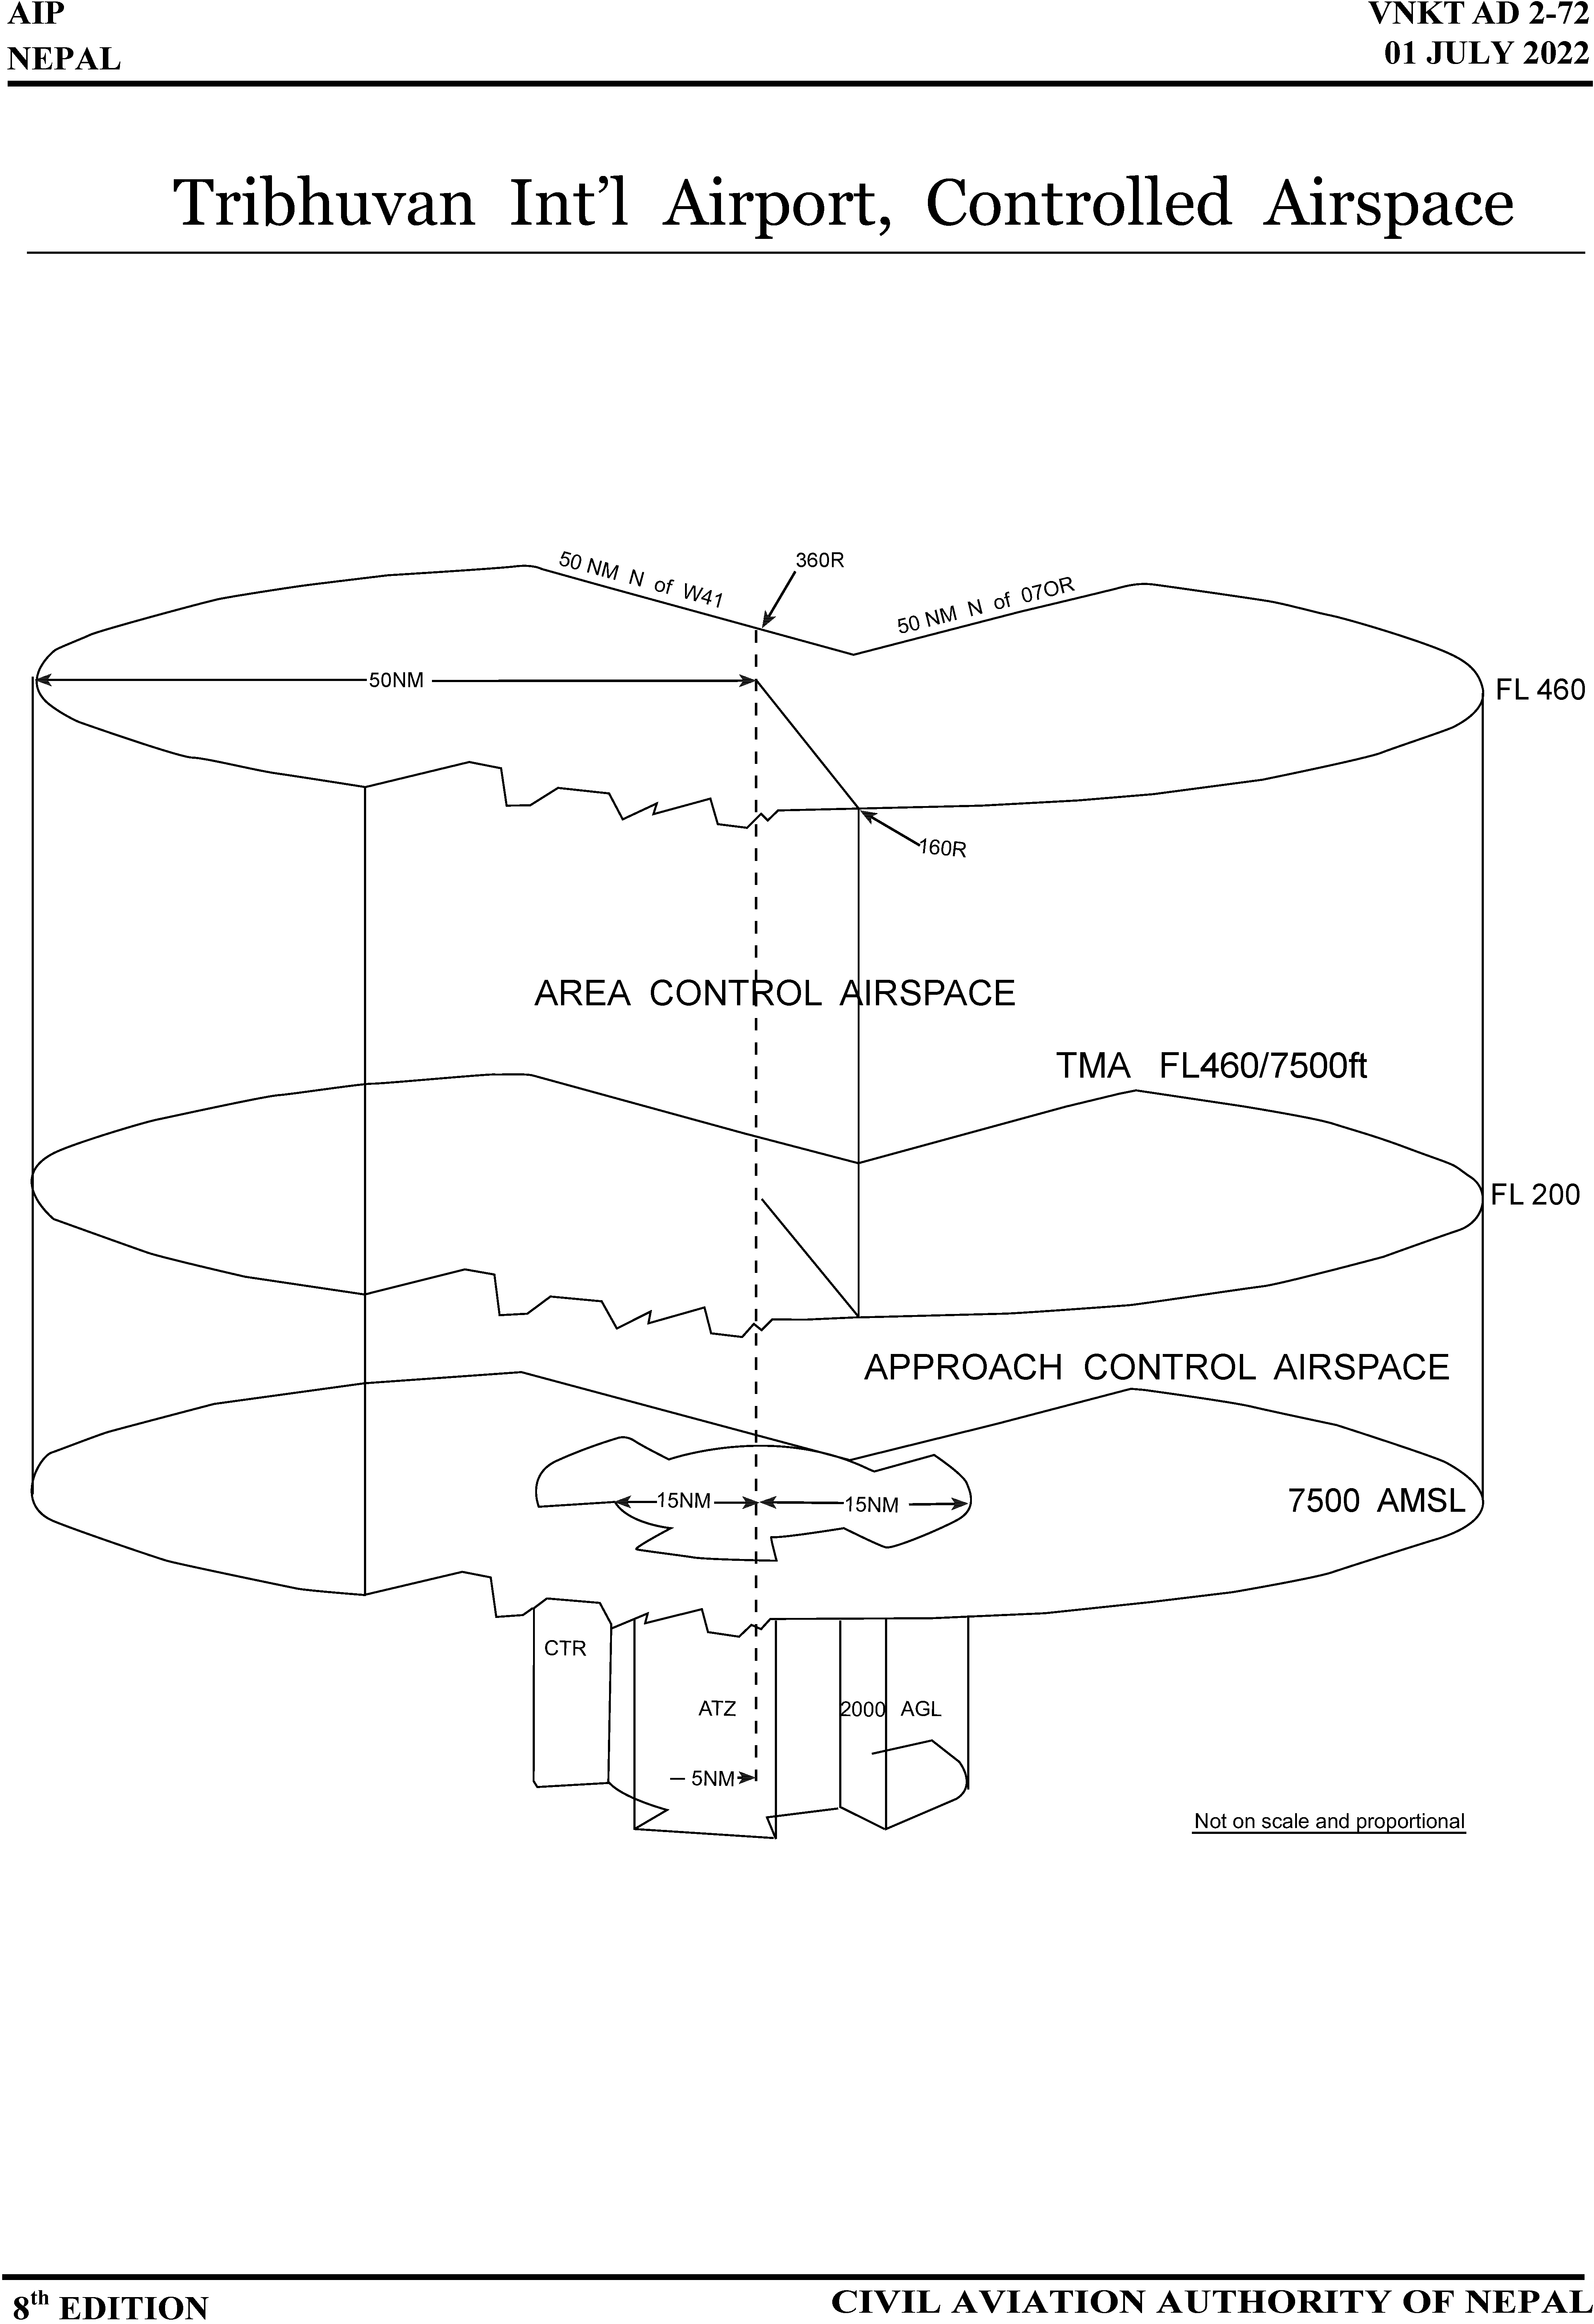 AIP
NEPAL
VNKT AD 2-72
01 JULY 2022
Tribhuvan Int’l Airport, Controlled Airspace
50 NM N of W41
360R
50 NM N of 07OR
50NM
FL 460
160R
AREA CONTROL AIRSPACE
TMA FL460/7500ft
FL 200
APPROACH CONTROL AIRSPACE
15NM
15NM
7500 AMSL
CTR
ATZ
2000 AGL
5NM
Not on scale and proportional
8th EDITION
CIVIL AVIATION AUTHORITY OF NEPAL